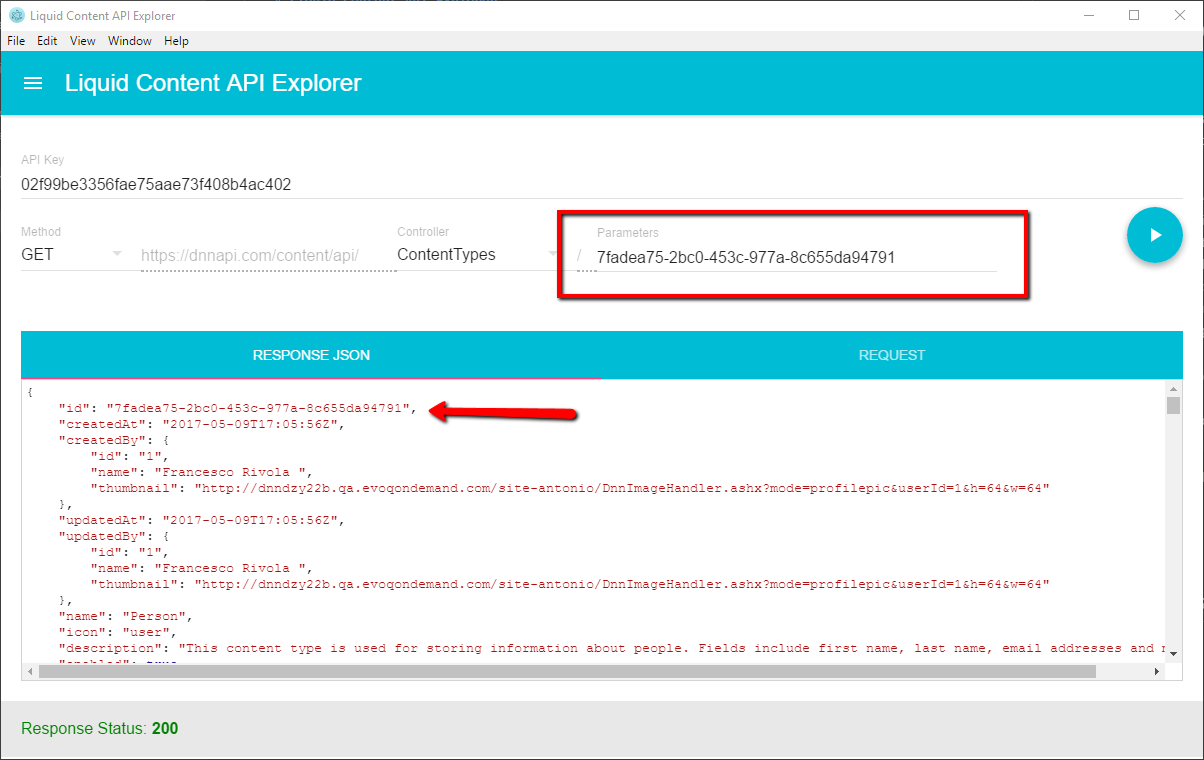 Liquid Content API Explorer
File Edit View Window Help
Liquid Content API Explorer
API Key
02f99be3356fae75aae73f408b4ac402
Method Controller Parameters
GET https://dnnapi.com/content/api/ ContentTypes / 7fadea75-2bc0-453c-977a-8c655da94791
RESPONSE JSON REQUEST
{
"id": "7fadea75-2bc0-453c-977a-8c655da94791",
"createdAt": "2017-05-09T17:05:56Z",
"createdBy": {
"id": "1",
"name": "Francesco Rivola ",
"thumbnail": "http://dnndzy22b.qa.evoqondemand.com/site-antonio/DnnImageHandler.ashx?mode=profilepic&userId=1&h=64&w=64"
},
"updatedAt": "2017-05-09T17:05:56Z",
"updatedBy": {
"id": "1",
"name": "Francesco Rivola ",
"thumbnail": "http://dnndzy22b.qa.evoqondemand.com/site-antonio/DnnImageHandler.ashx?mode=profilepic&userId=1&h=64&w=64"
},
"name": "Person",
"icon": "user",
"description": "This content type is used for storing information about people. Fields include first name, last name, email addresses and
Response Status: 200